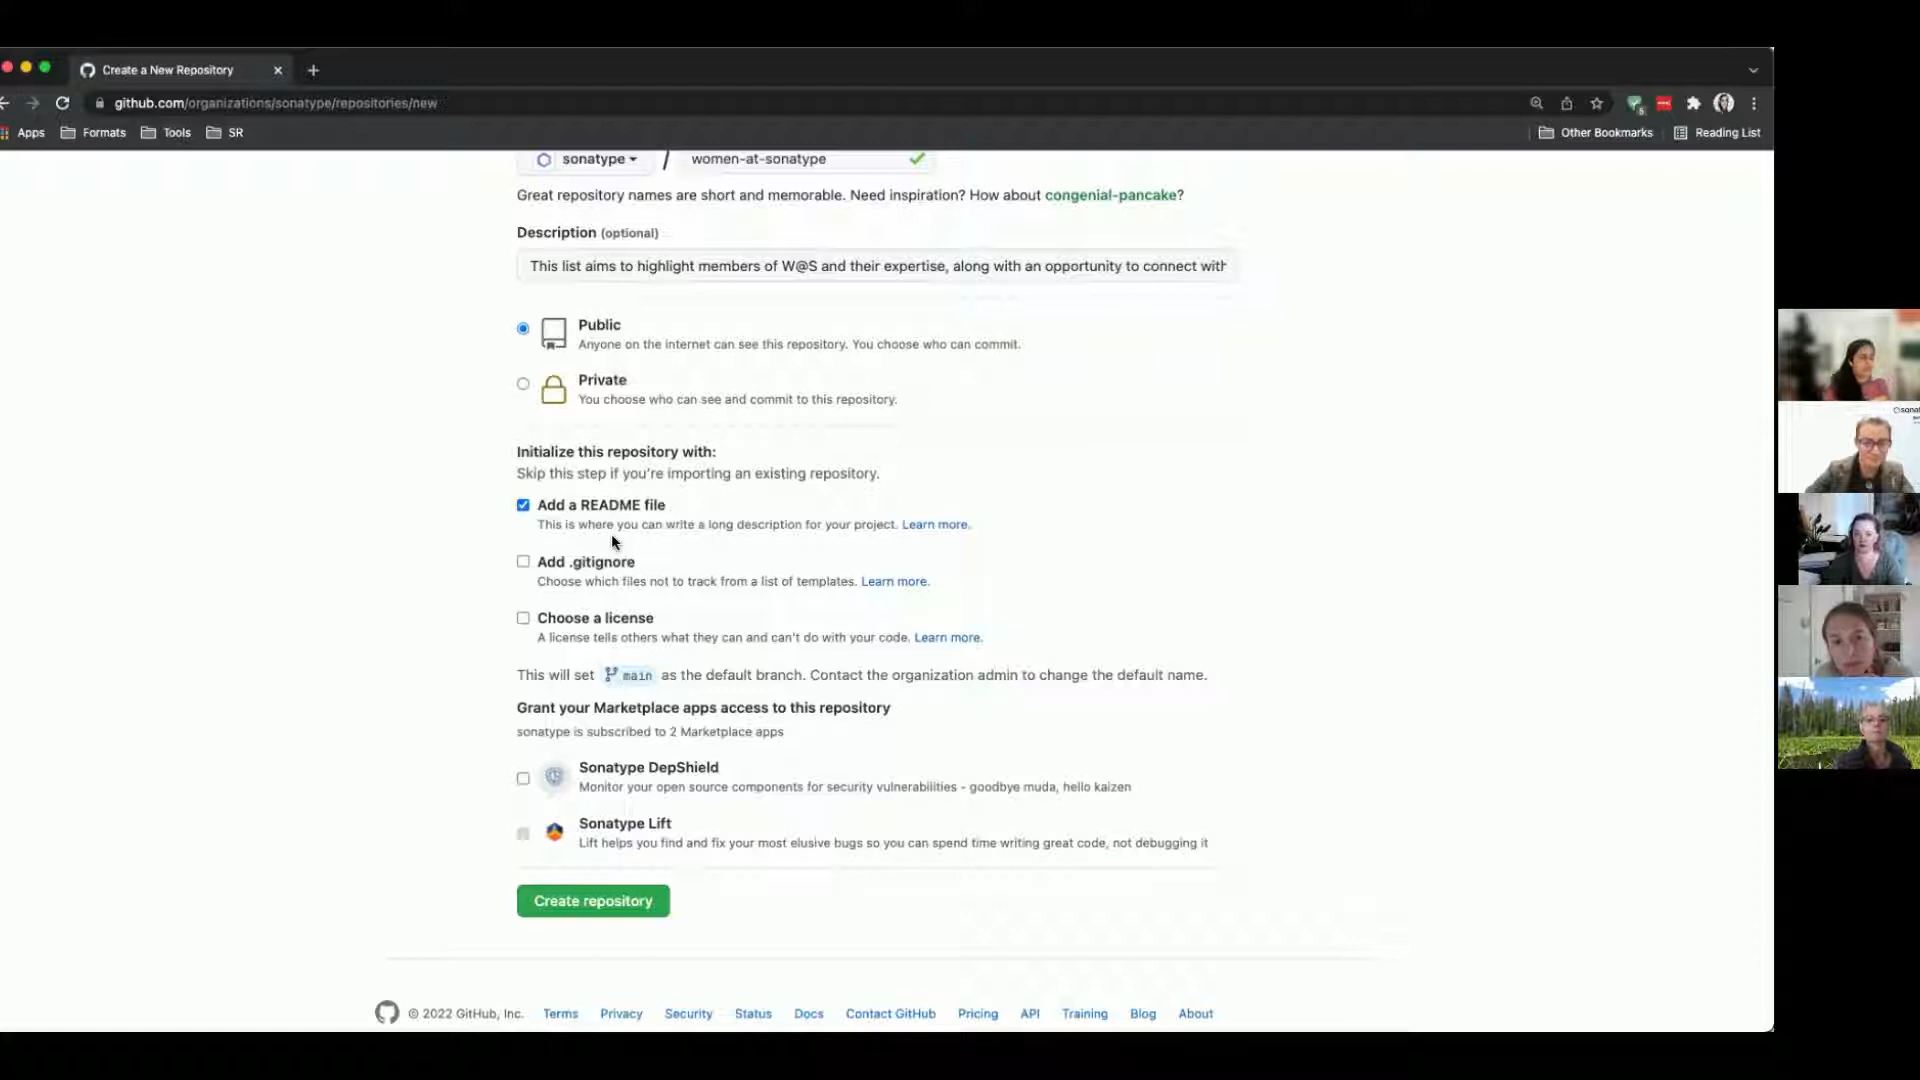 Create a New Repository
github.com/organizations/sonatype/repositories/new
5
Apps
Formats
Tools
SR
Other Bookmarks
Reading List
sonatype / women-at-sonatype
Great repository names are short and memorable. Need inspiration? How about congenial-pancake?
Description (optional)
This list aims to highlight members of W@S and their expertise, along with an opportunity to connect with
Public
Anyone on the internet can see this repository. You choose who can commit.
Private
You choose who can see and commit to this repository.
Initialize this repository with:
Skip this step if you're importing an existing repository.
Add a README file
This is where you can write a long description for your project. Learn more.
Add .gitignore
Choose which files not to track from a list of templates. Learn more.
Choose a license
A license tells others what they can and can't do with your code. Learn more.
This will set main as the default branch. Contact the organization admin to change the default name.
Grant your Marketplace apps access to this repository
sonatype is subscribed to 2 Marketplace apps
Sonatype DepShield
Monitor your open source components for security vulnerabilities - goodbye muda, hello kaizen
Sonatype Lift
Lift helps you find and fix your most elusive bugs so you can spend time writing great code, not debugging it
Create repository
© 2022 GitHub, Inc.
Terms
Privacy
Security
Status
Docs
Contact GitHub
Pricing
API
Training
Blog
About